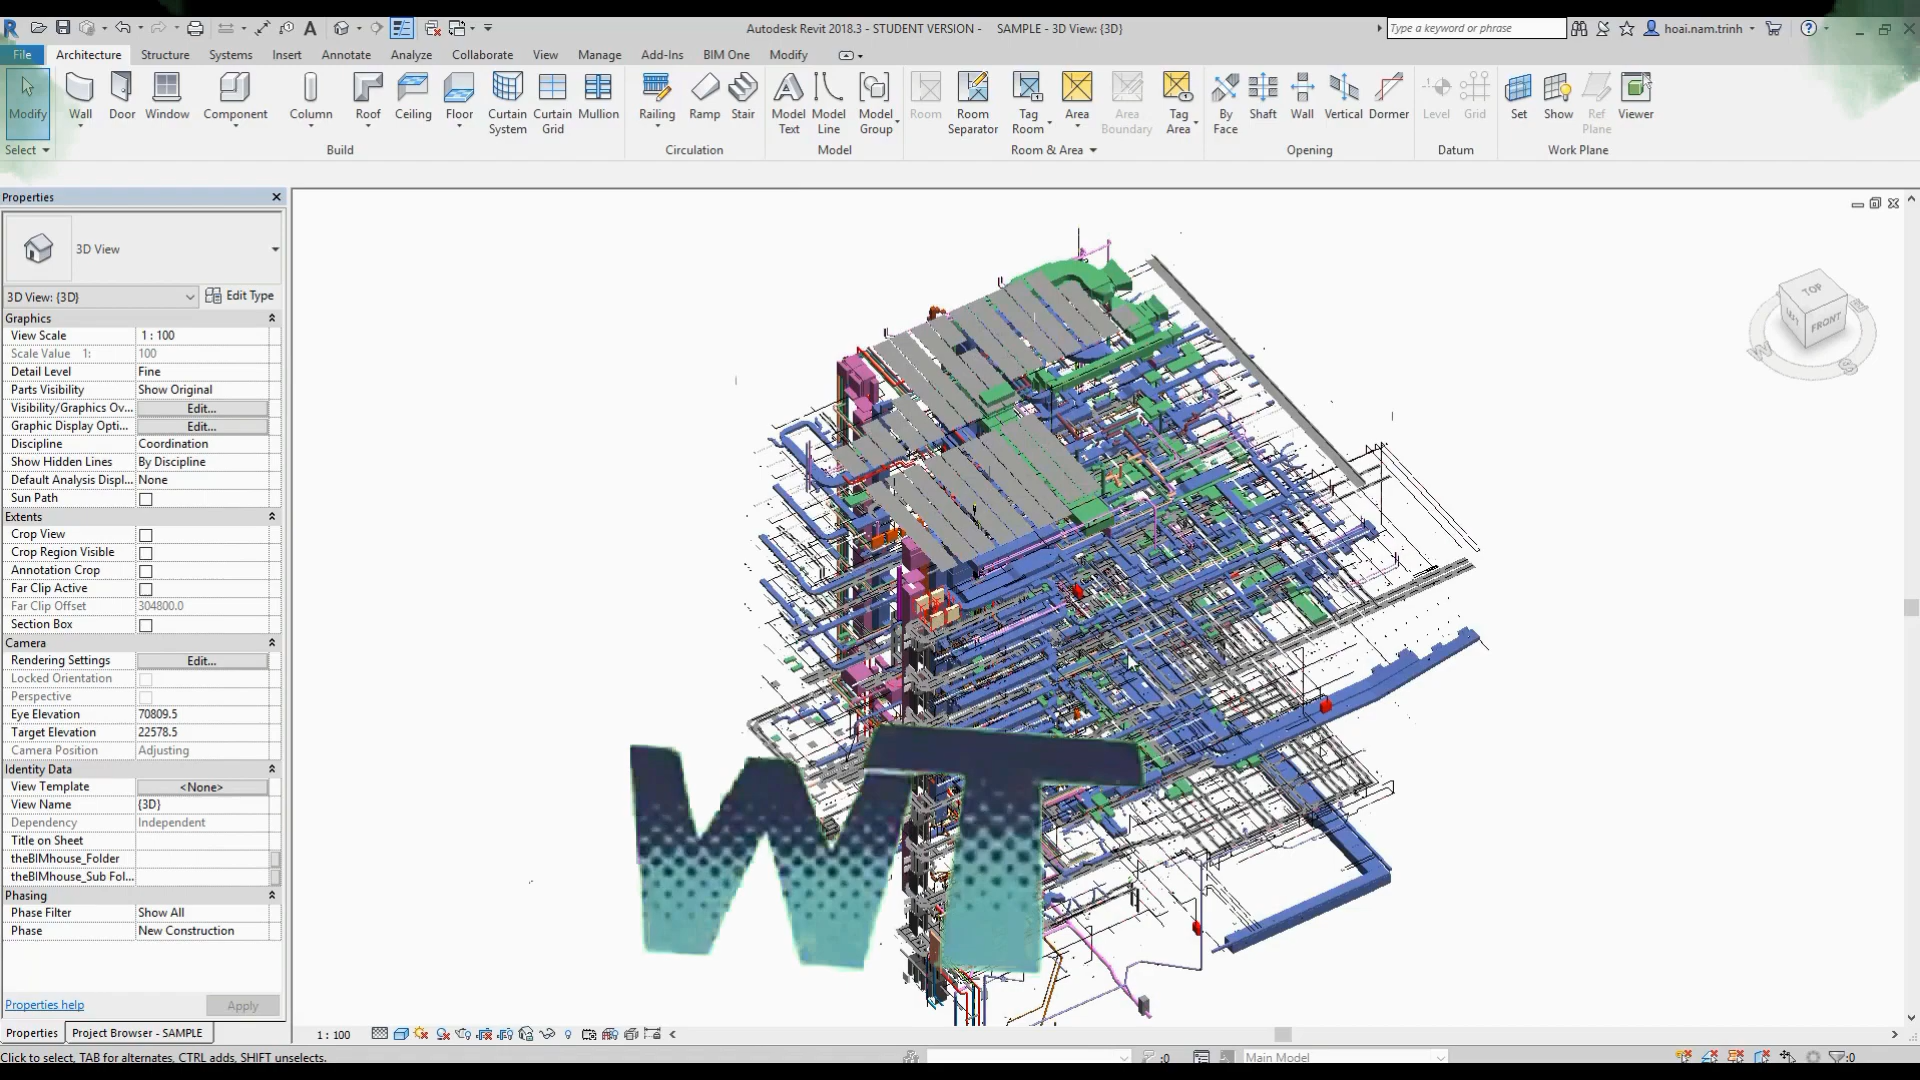 Autodesk Revit 2018.3 - STUDENT VERSION - SAMPLE - 3D View: {3D}
Type a keyword or phrase
hoai.nam.trinh
File Architecture Structure Systems Insert Annotate Analyze Collaborate View Manage Add-Ins BIM One Modify
Modify Wall Door Window Component Column Roof Ceiling Floor Curtain System Curtain Grid Mullion Railing Ramp Stair Model Text Model Line Model Group Room Room Separator Tag Room Area Area Boundary Tag Area By Face Shaft Wall Vertical Dormer Level Grid Set Show Ref Plane Viewer
Select Build Circulation Model Room & Area Opening Datum Work Plane
Properties
3D View
3D View: {3D} Edit Type
Graphics
View Scale 1 : 100
Scale Value 1: 100
Detail Level Fine
Parts Visibility Show Original
Visibility/Graphics Ov... Edit...
Graphic Display Opti... Edit...
Discipline Coordination
Show Hidden Lines By Discipline
Default Analysis Displ... None
Sun Path
Extents
Crop View
Crop Region Visible
Annotation Crop
Far Clip Active
Far Clip Offset 304800.0
Section Box
Camera
Rendering Settings Edit...
Locked Orientation
Perspective
Eye Elevation 70809.5
Target Elevation 22578.5
Camera Position Adjusting
Identity Data
View Template <None>
View Name {3D}
Dependency Independent
Title on Sheet
theBIMhouse_Folder
theBIMhouse_Sub Fol...
Phasing
Phase Filter Show All
Phase New Construction
Properties help Apply
Properties Project Browser - SAMPLE
TOP
FRONT
W
S
WT
1 : 100
Click to select, TAB for alternates, CTRL adds, SHIFT unselects.
:0
Main Model
:0